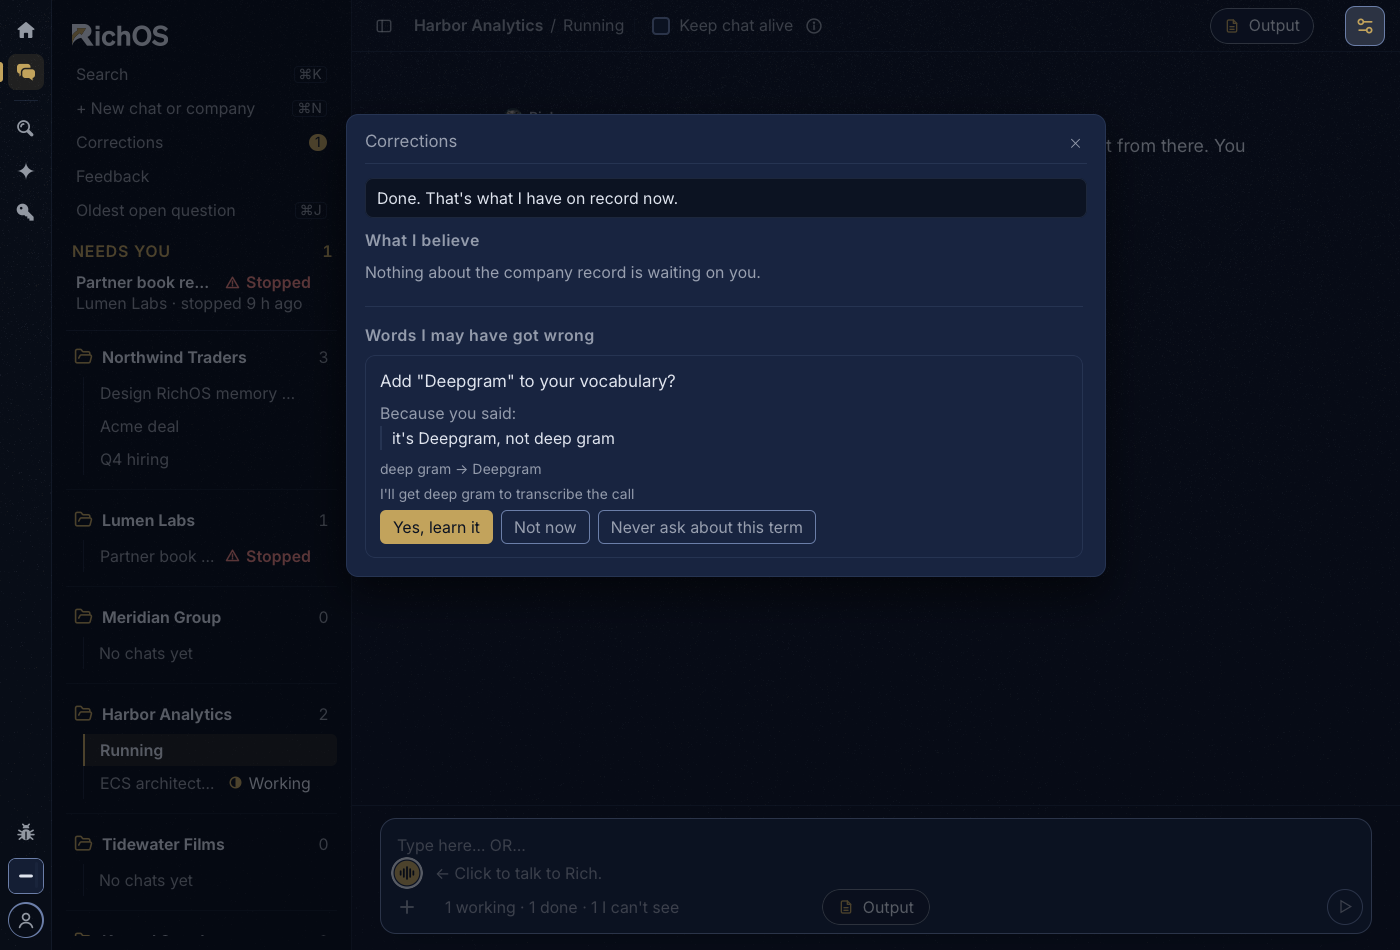 RichOS
Search ⌘K
+ New chat or company ⌘N
Corrections 1
Feedback
Oldest open question ⌘J
NEEDS YOU 1
Partner book re... Stopped
Lumen Labs · stopped 9 h ago
Northwind Traders 3
Design RichOS memory ...
Acme deal
Q4 hiring
Lumen Labs 1
Partner book ... Stopped
Meridian Group 0
No chats yet
Harbor Analytics 2
Running
ECS architect... Working
Tidewater Films 0
No chats yet
Harbor Analytics / Running
Keep chat alive
Output
t from there. You
Corrections
Done. That's what I have on record now.
What I believe
Nothing about the company record is waiting on you.
Words I may have got wrong
Add "Deepgram" to your vocabulary?
Because you said:
it's Deepgram, not deep gram
deep gram → Deepgram
I'll get deep gram to transcribe the call
Yes, learn it
Not now
Never ask about this term
Type here... OR...
← Click to talk to Rich.
1 working · 1 done · 1 I can't see
Output